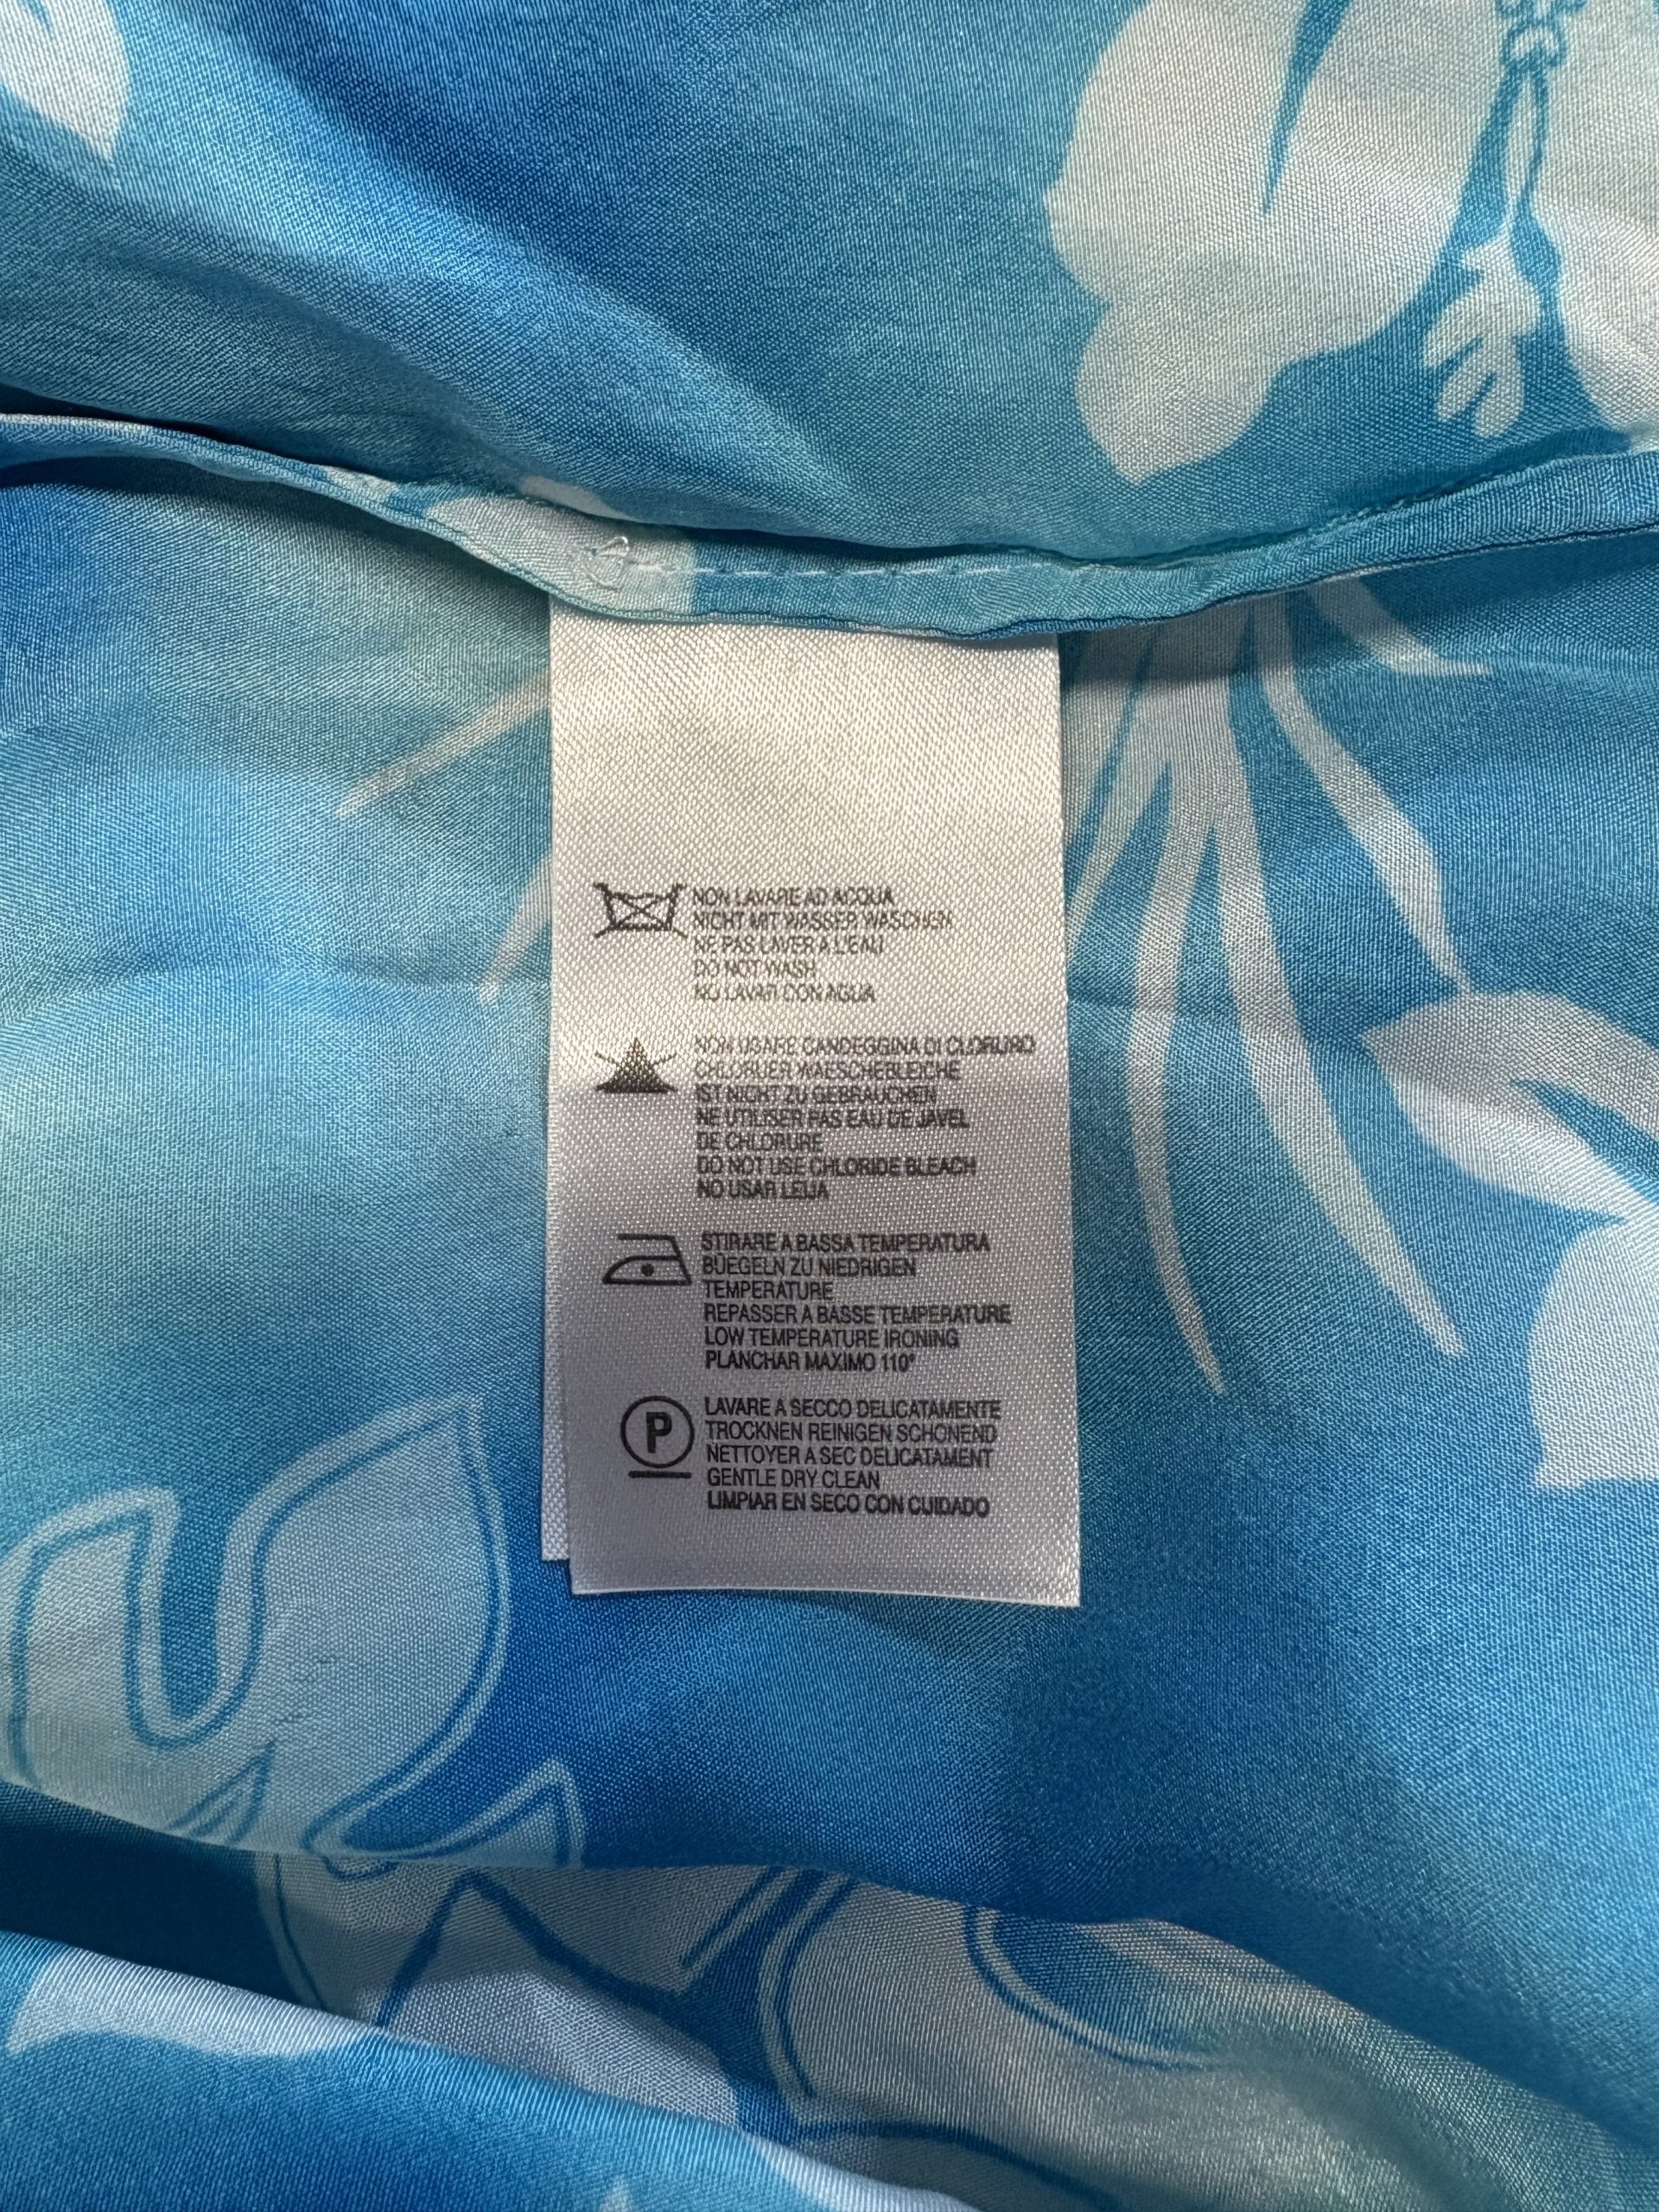 NON LAVARE AD ACQUA
NICHT MIT WASSER WASCHEN
NE PAS LAVER A L'EAU
DO NOT WASH
NO LAVAR CON AGUA
NON USARE CANDEGGINA DI CLORURO
CHLORUER WAESCHEBLEICHE
IST NICHT ZU GEBRAUCHEN
NE UTILISER PAS EAU DE JAVEL
DE CHLORURE
DO NOT USE CHLORIDE BLEACH
NO USAR LEIJA
STIRARE A BASSA TEMPERATURA
BÜEGELN ZU NIEDRIGEN
TEMPERATURE
REPASSER A BASSE TEMPERATURE
LOW TEMPERATURE IRONING
PLANCHAR MAXIMO 110°
P
LAVARE A SECCO DELICATAMENTE
TROCKNEN REINIGEN SCHONEND
NETTOYER A SEC DELICATAMENT
GENTLE DRY CLEAN
LIMPIAR EN SECO CON CUIDADO